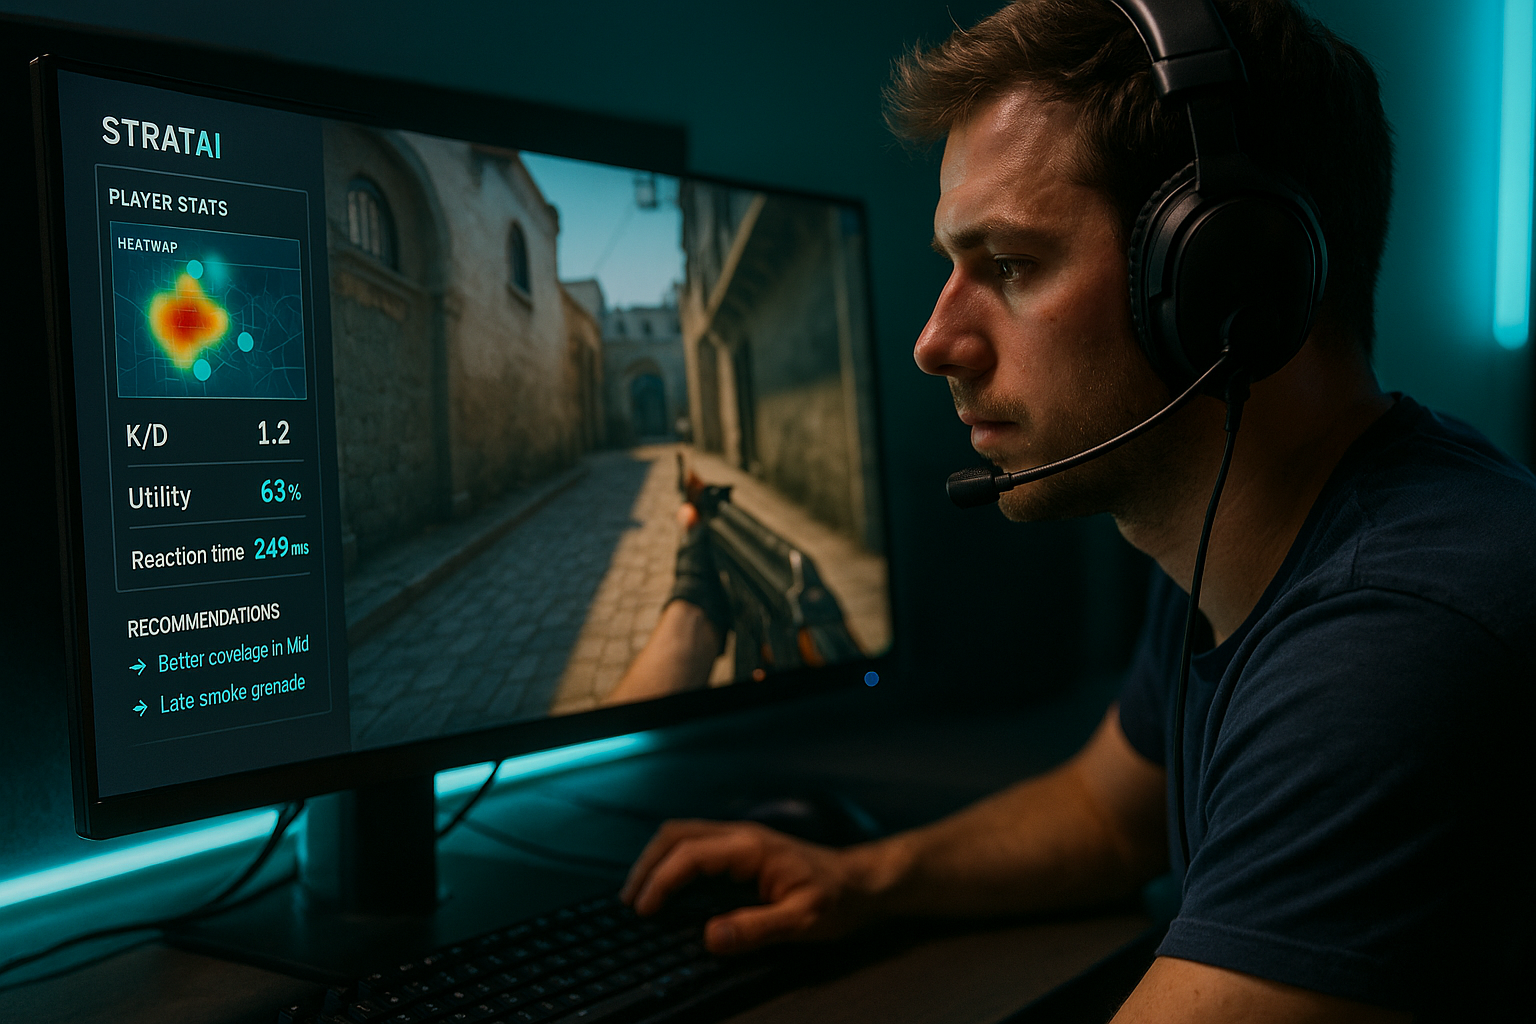 STRATAI
PLAYER STATS
HEATWAP
K/D 1.2
Utility 63%
Reaction time 249 ms
RECOMMENDATIONS
→ Better covelage in Mid
→ Late smoke grenade